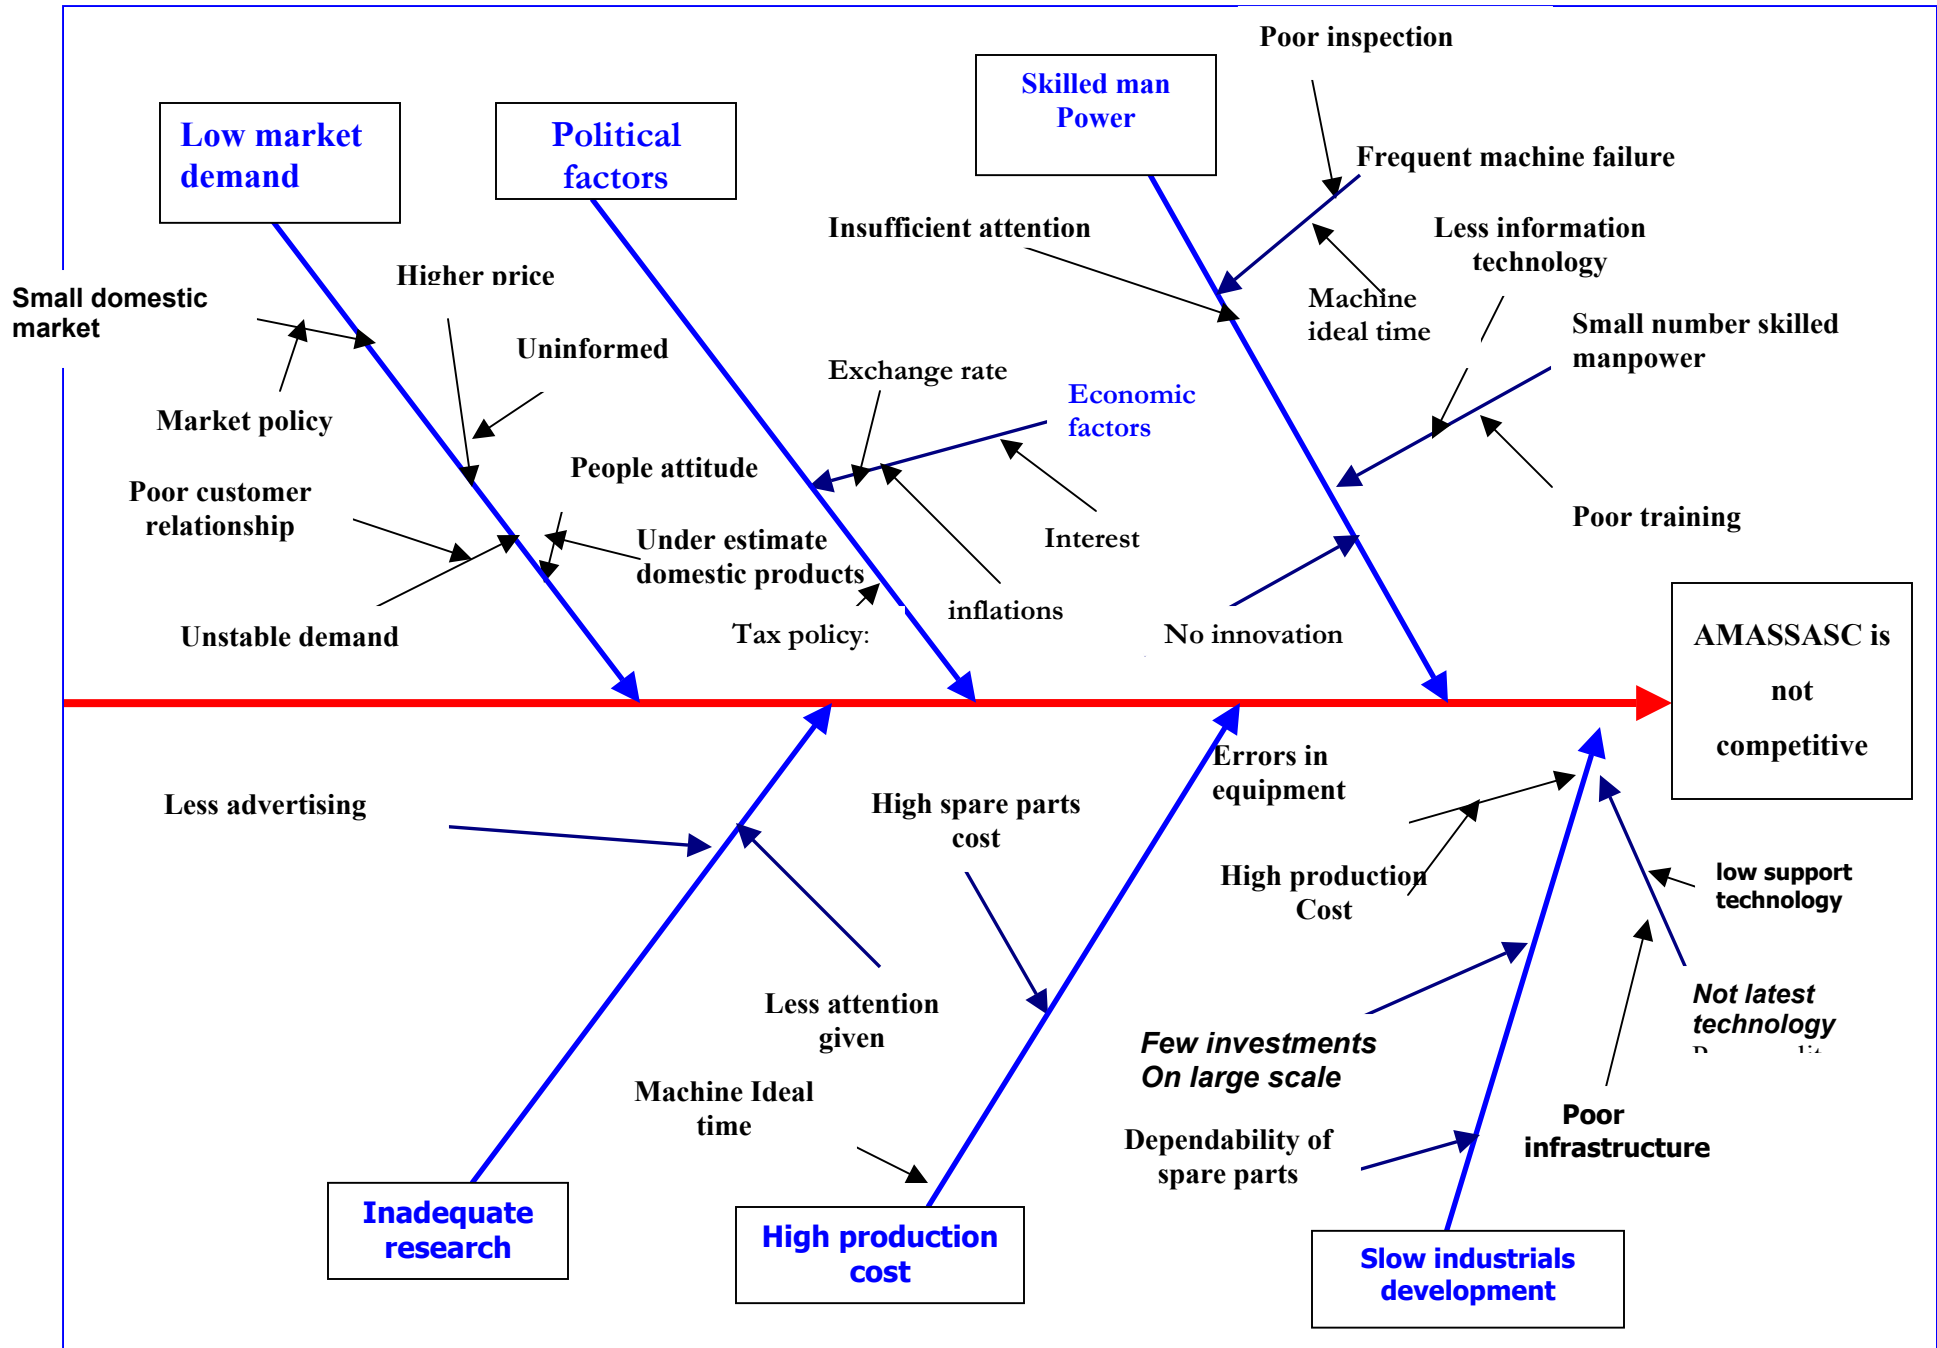 Poor inspection
Skilled man
Power
Low market
demand
Political
factors
Frequent machine failure
Insufficient attention
Less information
technology
Higher price
Small domestic
market
Machine
ideal time
Small number skilled
manpower
Uninformed
Exchange rate
Economic
factors
Market policy
People attitude
Poor customer
relationship
Under estimate
domestic products
Interest
Poor training
inflations
Unstable demand
Tax policy:
No innovation
AMASSASC is
not
competitive
Errors in
equipment
Less advertising
High spare parts
cost
High production
Cost
low support
technology
Less attention
given
Not latest
technology
Few investments
On large scale
Machine Ideal
time
Poor
infrastructure
Dependability of
spare parts
Inadequate
research
High production
cost
Slow industrials
development